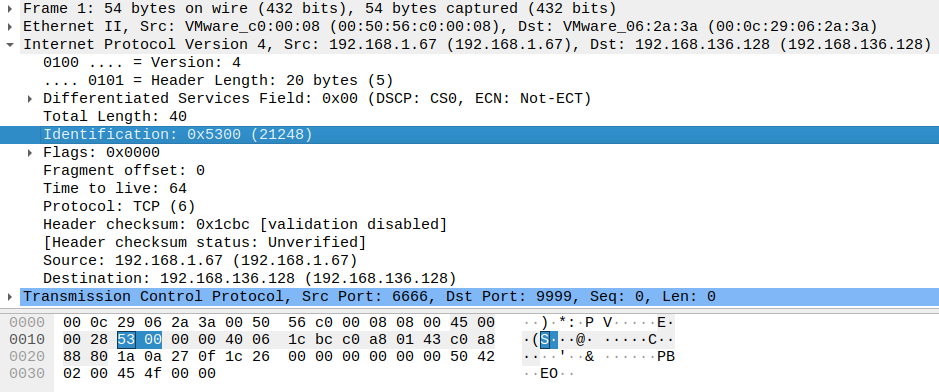 Frame 1: 54 bytes on wire (432 bits), 54 bytes captured (432 bits)
Ethernet II, Src: VMware_c0:00:08 (00:50:56:c0:00:08), Dst: VMware_06:2a:3a (00:0c:29:06:2a:3a)
Internet Protocol Version 4, Src: 192.168.1.67 (192.168.1.67), Dst: 192.168.136.128 (192.168.136.128)
0100 .... = Version: 4
.... 0101 = Header Length: 20 bytes (5)
Differentiated Services Field: 0x00 (DSCP: CS0, ECN: Not-ECT)
Total Length: 40
Identification: 0x5300 (21248)
Flags: 0x0000
Fragment offset: 0
Time to live: 64
Protocol: TCP (6)
Header checksum: 0x1cbc [validation disabled]
[Header checksum status: Unverified]
Source: 192.168.1.67 (192.168.1.67)
Destination: 192.168.136.128 (192.168.136.128)
Transmission Control Protocol, Src Port: 6666, Dst Port: 9999, Seq: 0, Len: 0
0000 00 0c 29 06 2a 3a 00 50 56 c0 00 08 08 00 45 00 ··)·*:·P V·····E·
0010 00 28 53 00 00 00 40 06 1c bc c0 a8 01 43 c0 a8 ·(S···@· ·····C··
0020 88 80 1a 0a 27 0f 1c 26 00 00 00 00 00 00 50 42 ····'··& ······PB
0030 02 00 45 4f 00 00 ··EO··